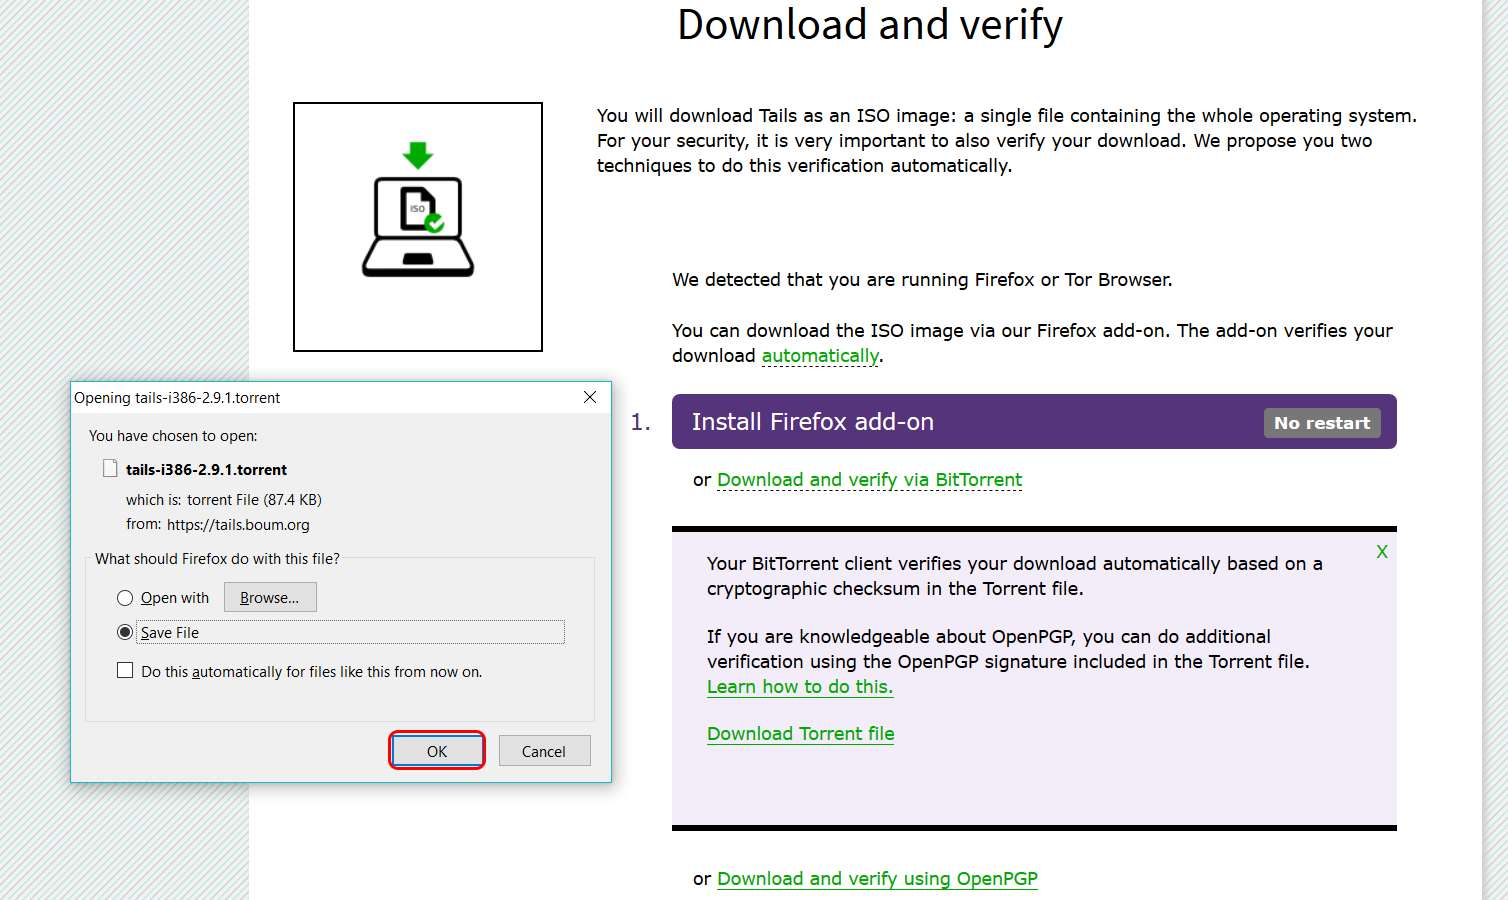 Download and verify
ISO
You will download Tails as an ISO image: a single file containing the whole operating system.
For your security, it is very important to also verify your download. We propose you two
techniques to do this verification automatically.
We detected that you are running Firefox or Tor Browser.
You can download the ISO image via our Firefox add-on. The add-on verifies your
download automatically.
1. Install Firefox add-on No restart
or Download and verify via BitTorrent
X
Your BitTorrent client verifies your download automatically based on a
cryptographic checksum in the Torrent file.
If you are knowledgeable about OpenPGP, you can do additional
verification using the OpenPGP signature included in the Torrent file.
Learn how to do this.
Download Torrent file
or Download and verify using OpenPGP
Opening tails-i386-2.9.1.torrent
You have chosen to open:
tails-i386-2.9.1.torrent
which is: torrent File (87.4 KB)
from: https://tails.boum.org
What should Firefox do with this file?
Open with Browse...
Save File
Do this automatically for files like this from now on.
OK Cancel